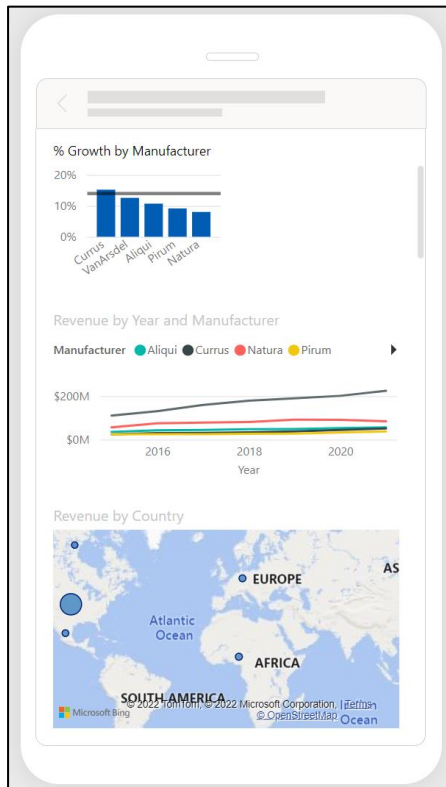 % Growth by Manufacturer
20%
10%
0%
Currus
VanArsdel
Aliqui
Pirum
Natura
Revenue by Year and Manufacturer
Manufacturer Aliqui Currus Natura Pirum
$200M
$0M
2016 2018 2020
Year
Revenue by Country
EUROPE
AS
Atlantic
Ocean
AFRICA
SOUTH AMERICA
Microsoft Bing
© 2022 TomTom, © 2022 Microsoft Corporation, Terms
© OpenStreetMap
Ocean